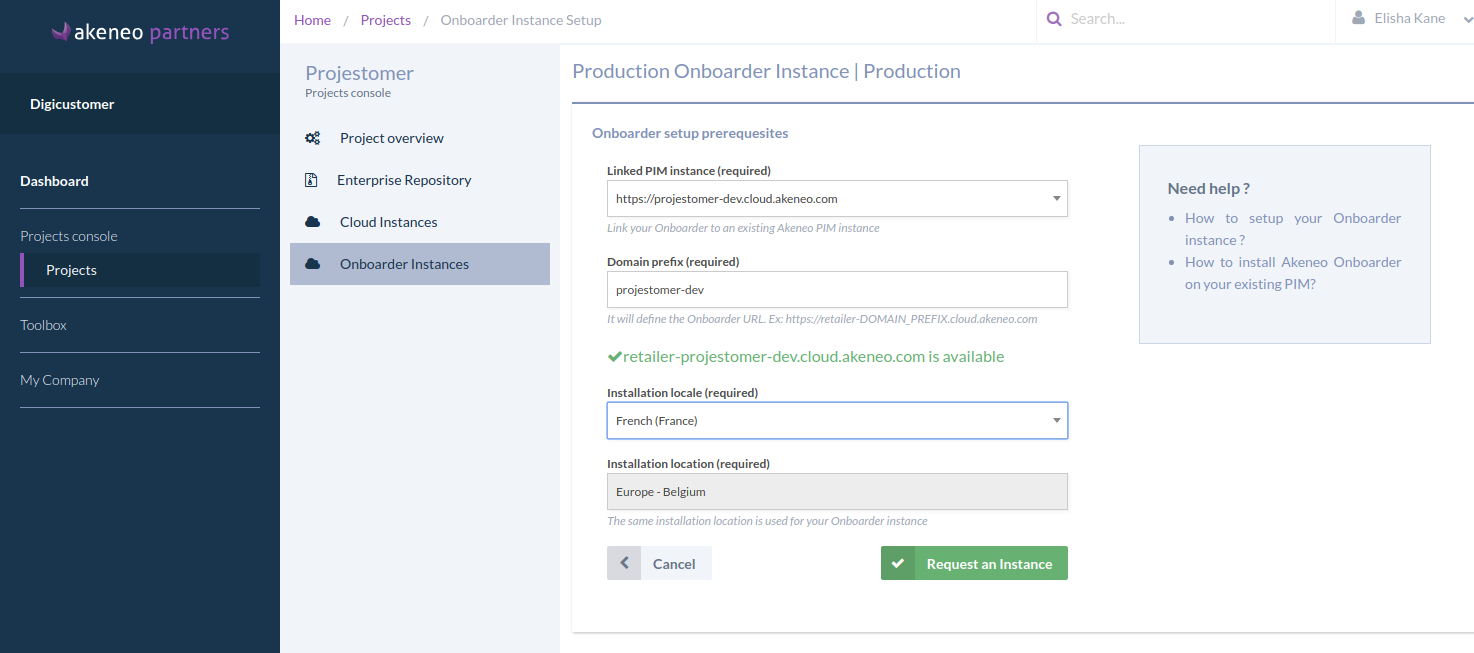 akeneo partners
Digicustomer
Dashboard
Projects console
Projects
Toolbox
My Company
Home / Projects / Onboarder Instance Setup
Search...
Elisha Kane
Projestomer
Projects console
Project overview
Enterprise Repository
Cloud Instances
Onboarder Instances
Production Onboarder Instance | Production
Onboarder setup prerequesites
Linked PIM instance (required)
https://projestomer-dev.cloud.akeneo.com
Link your Onboarder to an existing Akeneo PIM instance
Domain prefix (required)
projestomer-dev
It will define the Onboarder URL. Ex: https://retailer-DOMAIN_PREFIX.cloud.akeneo.com
retailer-projestomer-dev.cloud.akeneo.com is available
Installation locale (required)
French (France)
Installation location (required)
Europe - Belgium
The same installation location is used for your Onboarder instance
Cancel
Request an Instance
Need help ?
• How to setup your Onboarder
instance ?
• How to install Akeneo Onboarder
on your existing PIM?